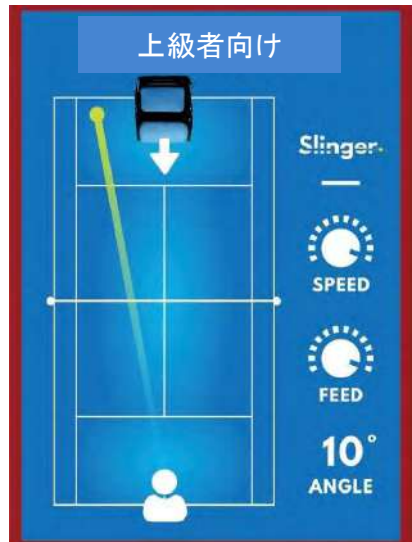 上級者向け
Slinger
SPEED
FEED
10°
ANGLE